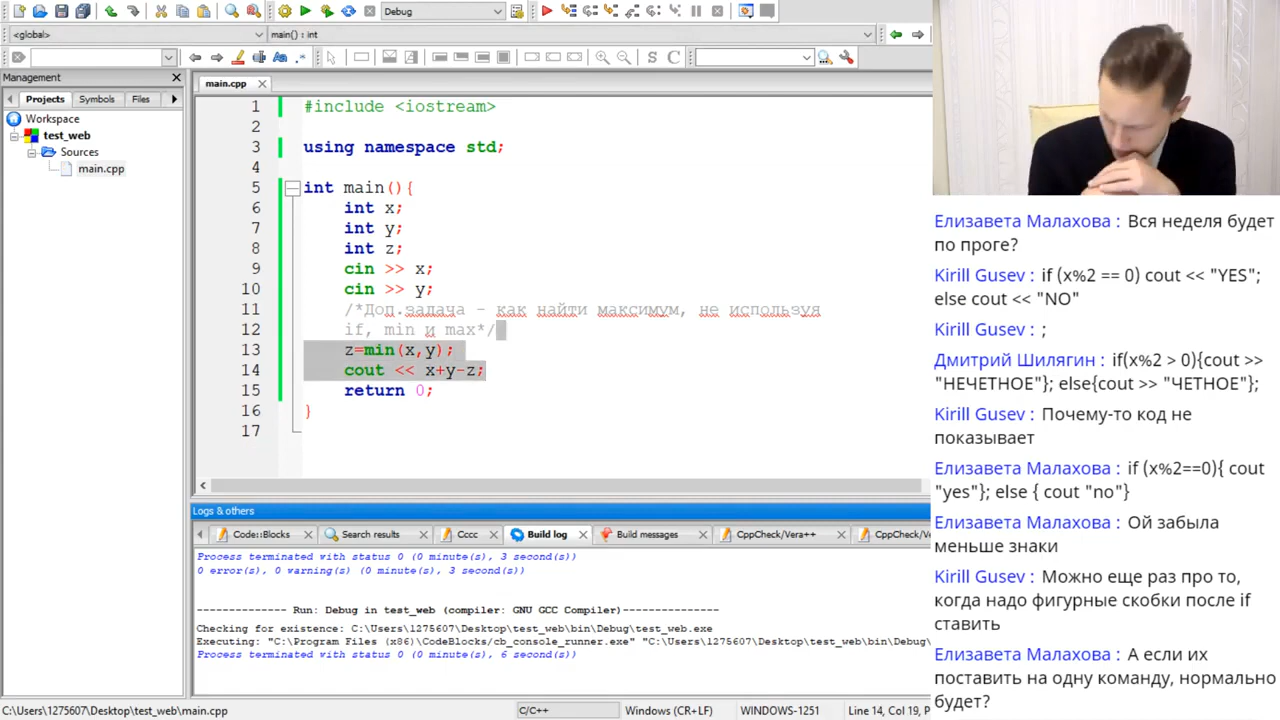 Debug
<global>
main() : int
S C
Management
Projects Symbols Files
Workspace
test_web
Sources
main.cpp
main.cpp
1 #include <iostream>
2
3 using namespace std;
4
5 int main(){
6 int x;
7 int y;
8 int z;
9 cin >> x;
10 cin >> y;
11 /*Доп.задача - как найти максимум, не используя
12 if, min и max*/
13 z=min(x,y);
14 cout << x+y-z;
15 return 0;
16 }
17
Logs & others
Code::Blocks Search results Cccc Build log Build messages CppCheck/Vera++ CppCheck/Vera
Process terminated with status 0 (0 minute(s), 3 second(s))
0 error(s), 0 warning(s) (0 minute(s), 3 second(s))
-------------- Run: Debug in test_web (compiler: GNU GCC Compiler)---------------
Checking for existence: C:\Users\1275607\Desktop\test_web\bin\Debug\test_web.exe
Executing: "C:\Program Files (x86)\CodeBlocks/cb_console_runner.exe" "C:\Users\1275607\Desktop\test_web\bin\Debug\
Process terminated with status 0 (0 minute(s), 6 second(s))
C:\Users\1275607\Desktop\test_web\main.cpp C/C++ Windows (CR+LF) WINDOWS-1251 Line 14, Col 19, Pos
Елизавета Малахова : Вся неделя будет
по проге?
Kirill Gusev : if (x%2 == 0) cout << "YES";
else cout << "NO"
Kirill Gusev : ;
Дмитрий Шилягин : if(x%2 > 0){cout >>
"НЕЧЕТНОЕ"}; else{cout >> "ЧЕТНОЕ"};
Kirill Gusev : Почему-то код не
показывает
Елизавета Малахова : if (x%2==0){ cout
"yes"}; else { cout "no"}
Елизавета Малахова : Ой забыла
меньше знаки
Kirill Gusev : Можно еще раз про то,
когда надо фигурные скобки после if
ставить
Елизавета Малахова : А если их
поставить на одну команду, нормально
будет?